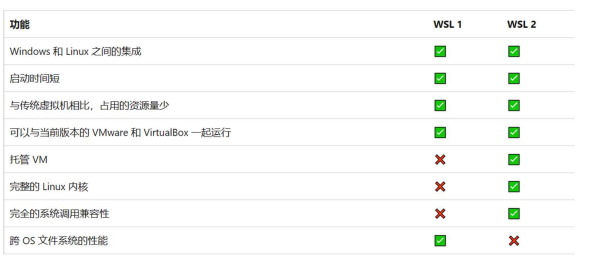 功能 WSL 1 WSL 2
Windows 和 Linux 之间的集成 ✅ ✅
启动时间短 ✅ ✅
与传统虚拟机相比，占用的资源量少 ✅ ✅
可以与当前版本的 VMware 和 VirtualBox 一起运行 ✅ ✅
托管 VM ❌ ✅
完整的 Linux 内核 ❌ ✅
完全的系统调用兼容性 ❌ ✅
跨 OS 文件系统的性能 ✅ ❌